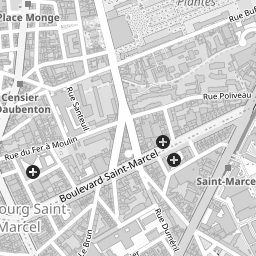 Plantes
Place Monge
Rue Buf
Censier
Daubenton
Rue Poliveau
Rue Santeuil
Rue du Fer à Moulin
Boulevard Saint-Marcel
Saint-Marce
ourg Saint-
Marcel
Le Brun
Rue Duméril